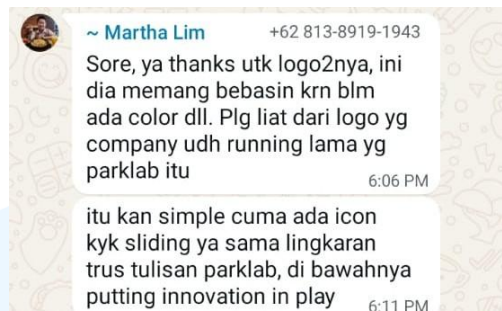 ~ Martha Lim +62 813-8919-1943
Sore, ya thanks utk logo2nya, ini
dia memang bebasin krn blm
ada color dll. Plg liat dari logo yg
company udh running lama yg
parklab itu
6:06 PM
itu kan simple cuma ada icon
kyk sliding ya sama lingkaran
trus tulisan parklab, di bawahnya
putting innovation in play
6:11 PM